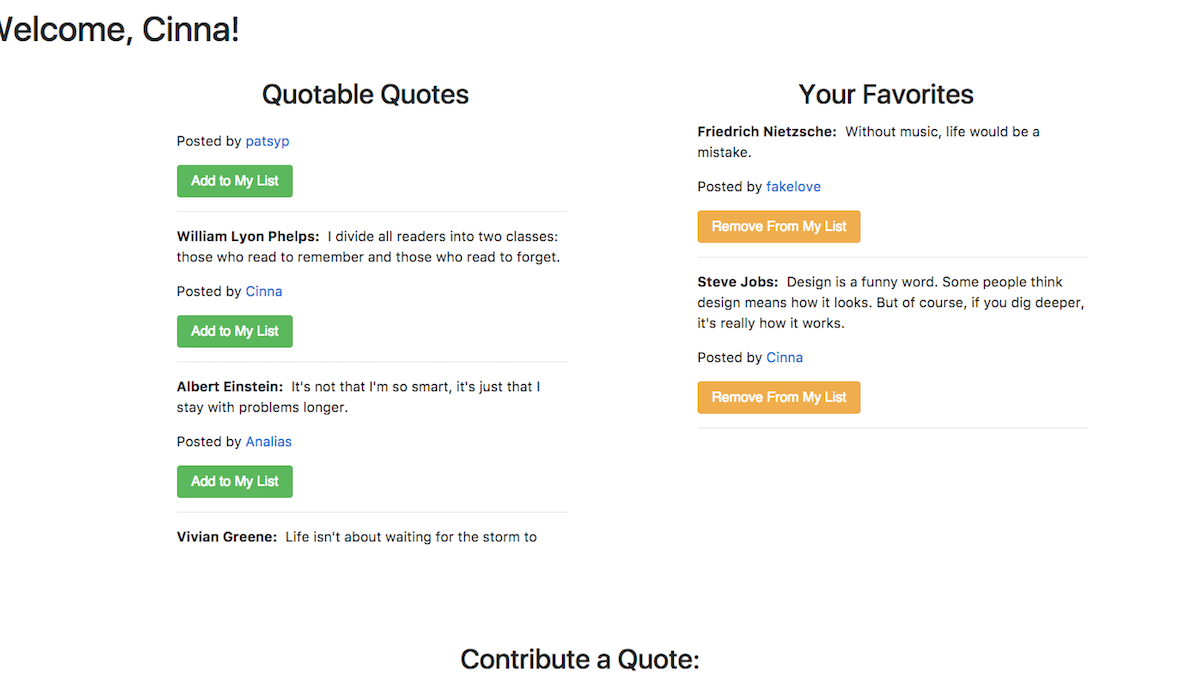 Welcome, Cinna!
Quotable Quotes
Posted by patsyp
Add to My List
William Lyon Phelps: I divide all readers into two classes:
those who read to remember and those who read to forget.
Posted by Cinna
Add to My List
Albert Einstein: It's not that I'm so smart, it's just that I
stay with problems longer.
Posted by Analias
Add to My List
Vivian Greene: Life isn't about waiting for the storm to
Your Favorites
Friedrich Nietzsche: Without music, life would be a
mistake.
Posted by fakelove
Remove From My List
Steve Jobs: Design is a funny word. Some people think
design means how it looks. But of course, if you dig deeper,
it's really how it works.
Posted by Cinna
Remove From My List
Contribute a Quote: